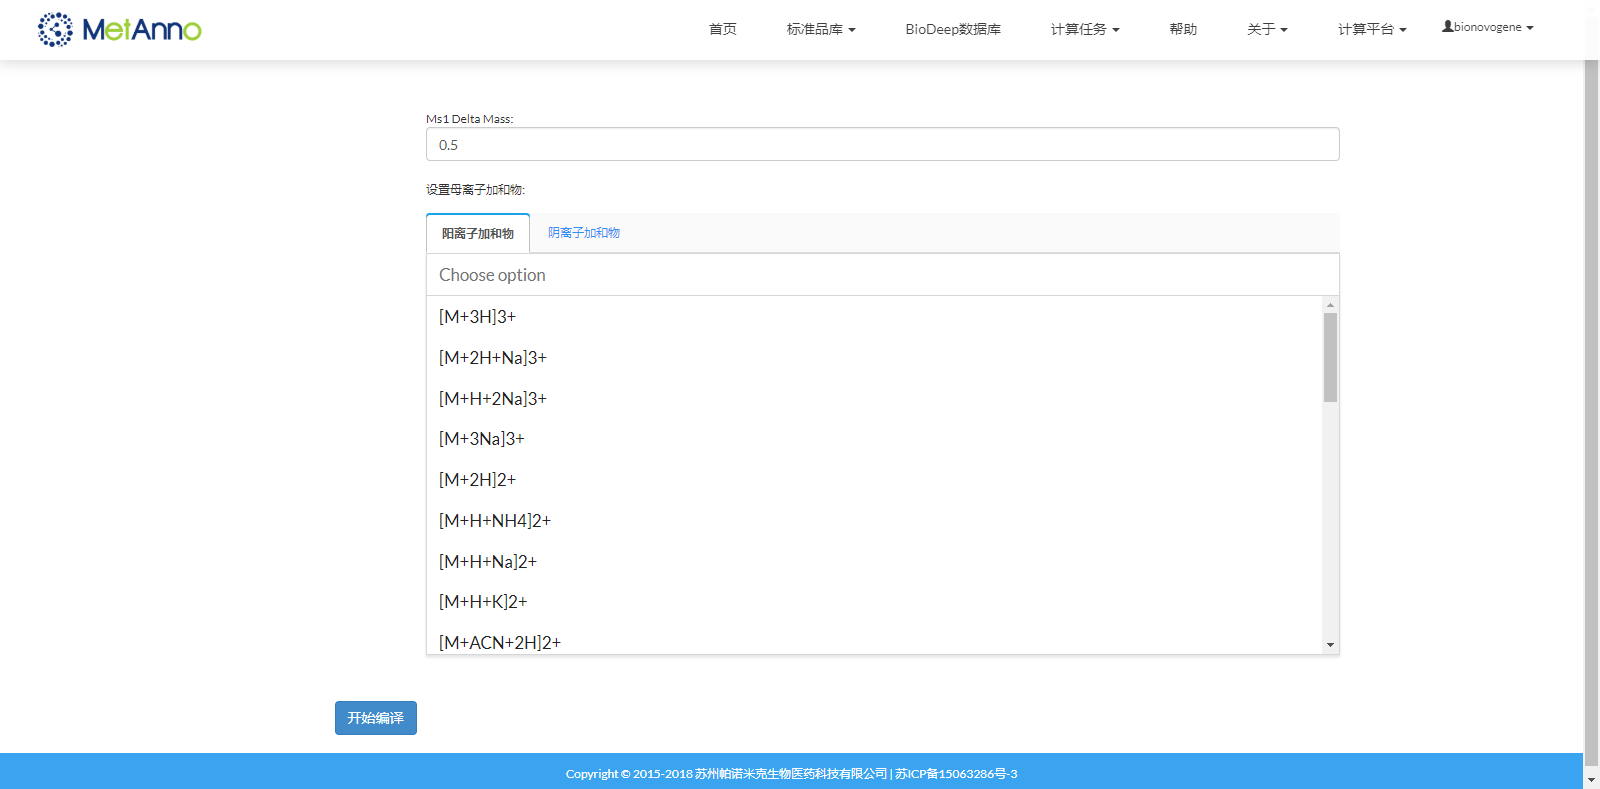 MetAnno
首页 标准品库 BioDeep数据库 计算任务 帮助 关于 计算平台 bionovogene
Ms1 Delta Mass:
0.5
设置母离子加和物:
阳离子加和物 阴离子加和物
Choose option
[M+3H]3+
[M+2H+Na]3+
[M+H+2Na]3+
[M+3Na]3+
[M+2H]2+
[M+H+NH4]2+
[M+H+Na]2+
[M+H+K]2+
[M+ACN+2H]2+
开始编译
Copyright © 2015-2018 苏州帕诺米克生物医药科技有限公司 | 苏ICP备15063286号-3